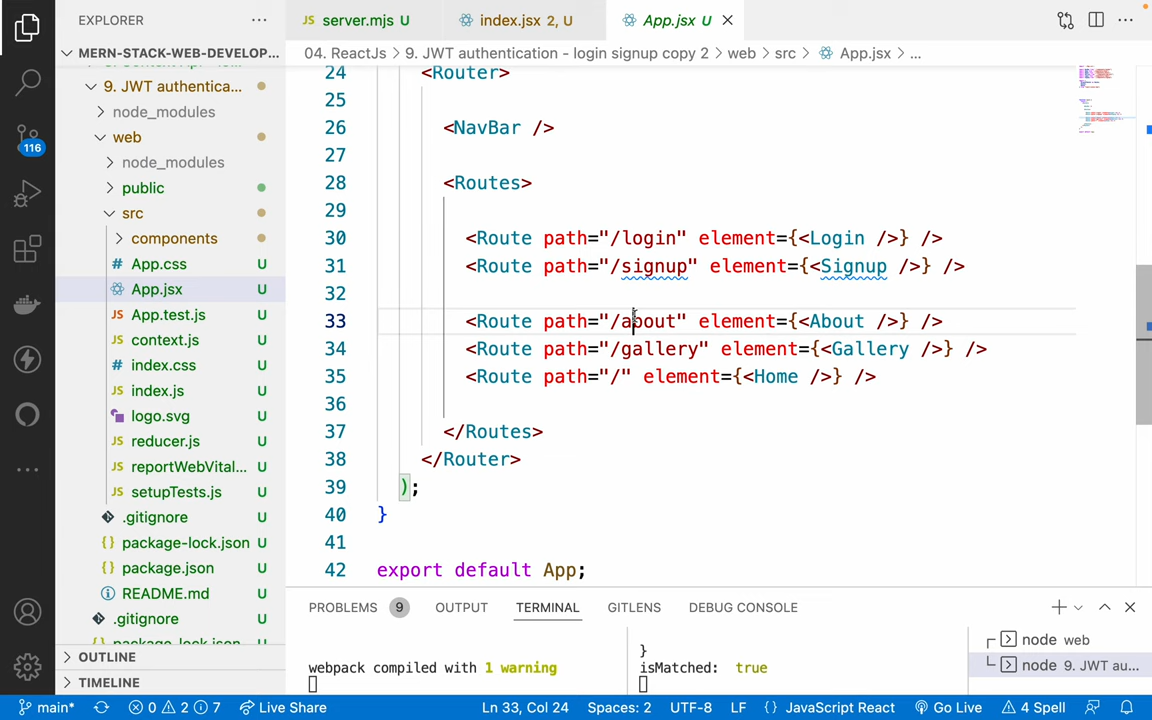 EXPLORER
server.mjs U
index.jsx 2, U
App.jsx U
MERN-STACK-WEB-DEVELOP...
04. ReactJs > 9. JWT authentication - login signup copy 2 > web > src > App.jsx > ...
9. JWT authentica...
node_modules
web
node_modules
public
src
components
App.css U
App.jsx U
App.test.js U
context.js U
index.css U
index.js U
logo.svg U
reducer.js U
reportWebVital... U
setupTests.js U
.gitignore U
package-lock.json U
package.json U
README.md U
.gitignore U
package-lock.json U
OUTLINE
TIMELINE
116
24 <Router>
25
26 <NavBar />
27
28 <Routes>
29
30 <Route path="/login" element={<Login />} />
31 <Route path="/signup" element={<Signup />} />
32
33 <Route path="/about" element={<About />} />
34 <Route path="/gallery" element={<Gallery />} />
35 <Route path="/" element={<Home />} />
36
37 </Routes>
38 </Router>
39 );
40 }
41
42 export default App;
PROBLEMS 9 OUTPUT TERMINAL GITLENS DEBUG CONSOLE
webpack compiled with 1 warning
}
isMatched: true
node web
node 9. JWT au...
main* 0 2 7 Live Share Ln 33, Col 24 Spaces: 2 UTF-8 LF {} JavaScript React Go Live 4 Spell